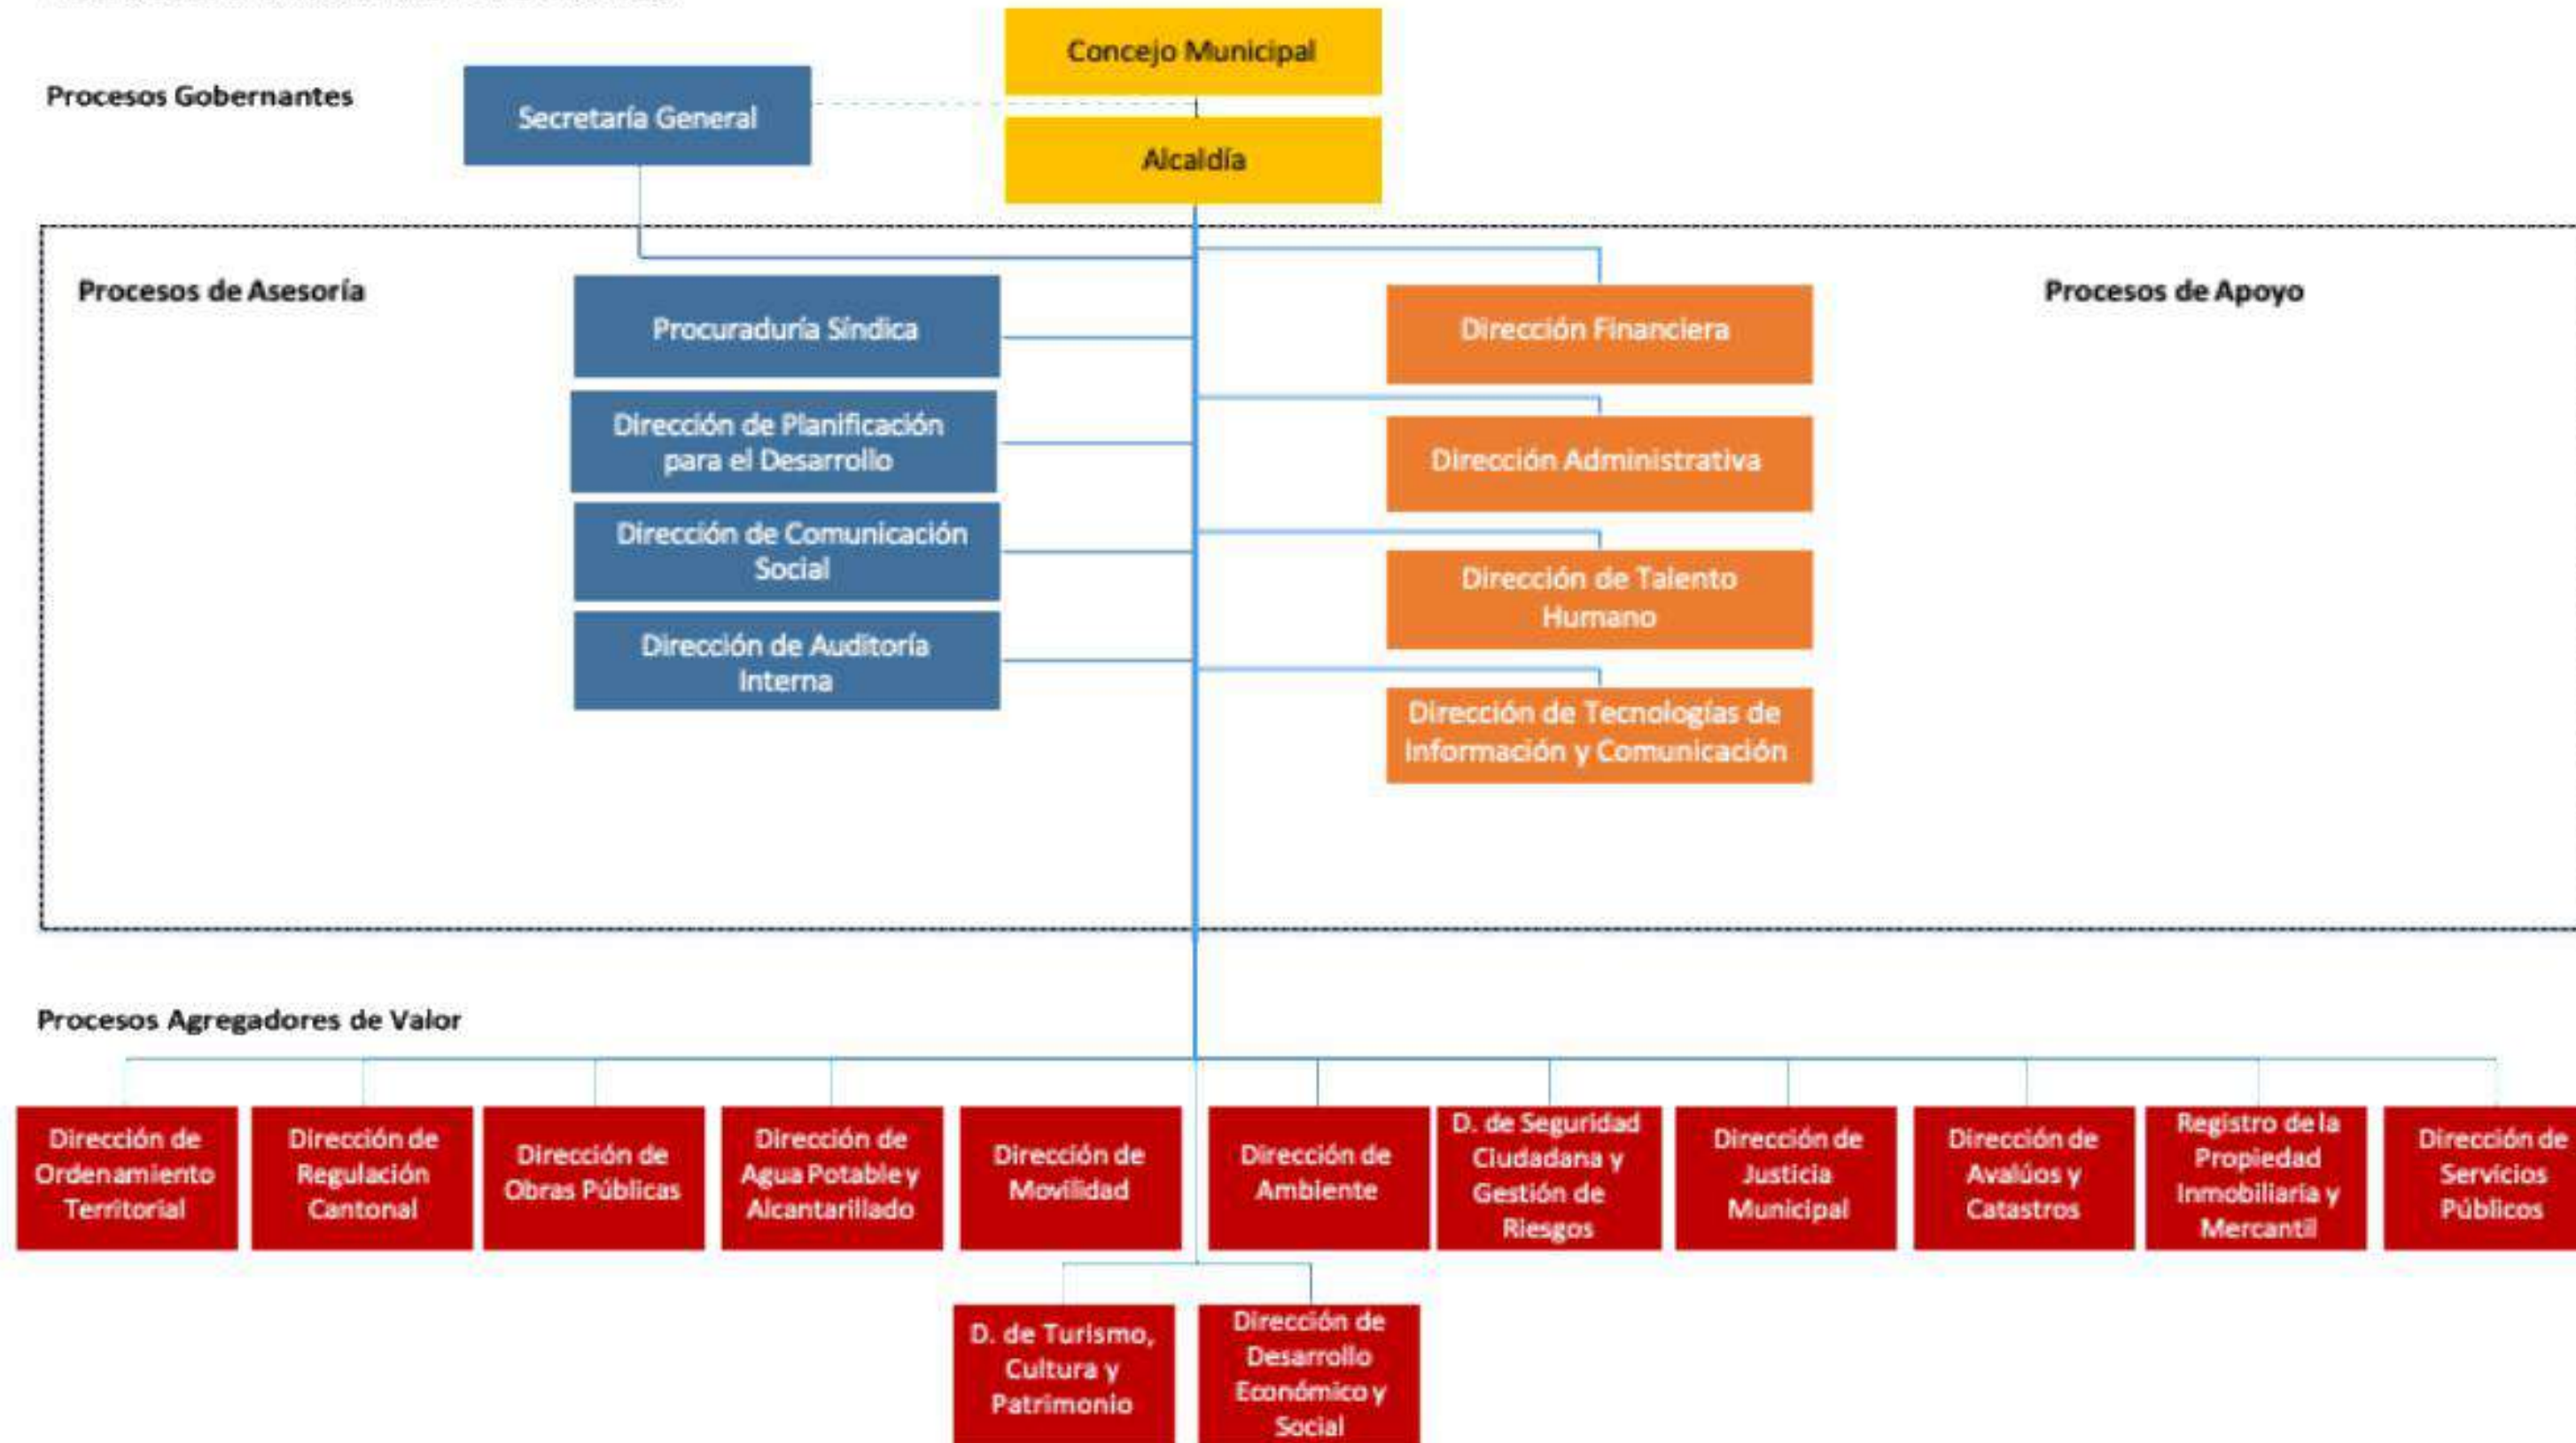 Concejo Municipal
Procesos Gobernantes
Secretaría General
Alcaldía
Procesos de Asesoría
Procesos de Apoyo
Procuraduría Síndica
Dirección de Planificación
para el Desarrollo
Dirección de Comunicación
Social
Dirección de Auditoría
Interna
Dirección Financiera
Dirección Administrativa
Dirección de Talento
Humano
Dirección de Tecnologías de
Información y Comunicación
Procesos Agregadores de Valor
Dirección de
Ordenamiento
Territorial
Dirección de
Regulación
Cantonal
Dirección de
Obras Públicas
Dirección de
Agua Potable y
Alcantarillado
Dirección de
Movilidad
Dirección de
Ambiente
D. de Seguridad
Ciudadana y
Gestión de
Riesgos
Dirección de
Justicia
Municipal
Dirección de
Avalúos y
Catastros
Registro de la
Propiedad
Inmobiliaria y
Mercantil
Dirección de
Servicios
Públicos
D. de Turismo,
Cultura y
Patrimonio
Dirección de
Desarrollo
Económico y
Social